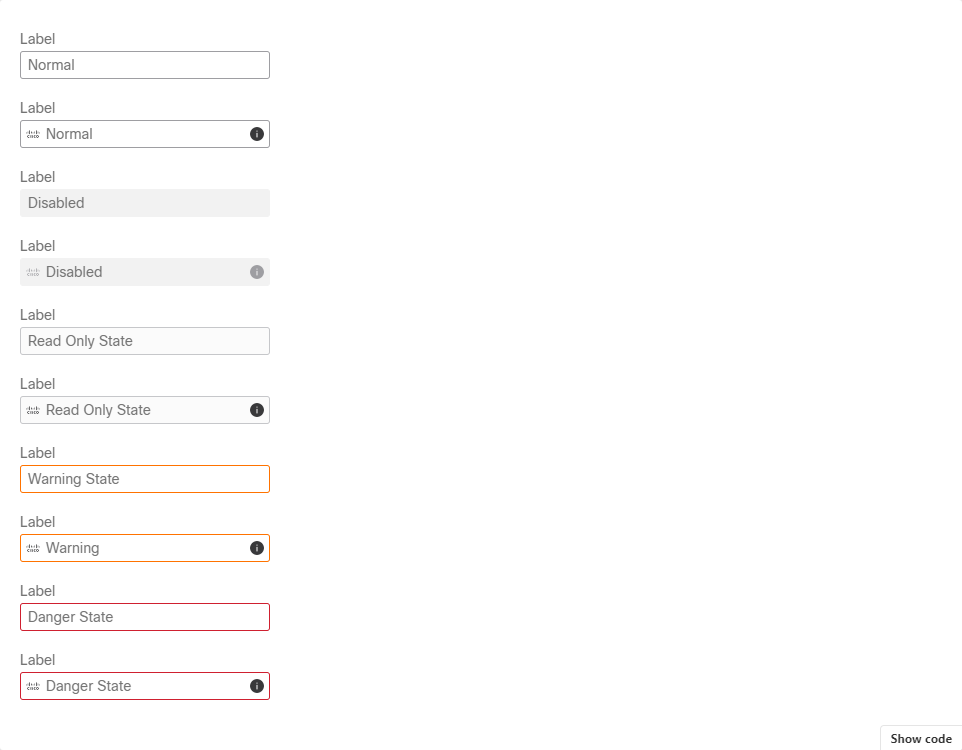 Label
Normal
Label
Normal
Label
Disabled
Label
Disabled
Label
Read Only State
Label
Read Only State
Label
Warning State
Label
Warning
Label
Danger State
Label
Danger State
Show code